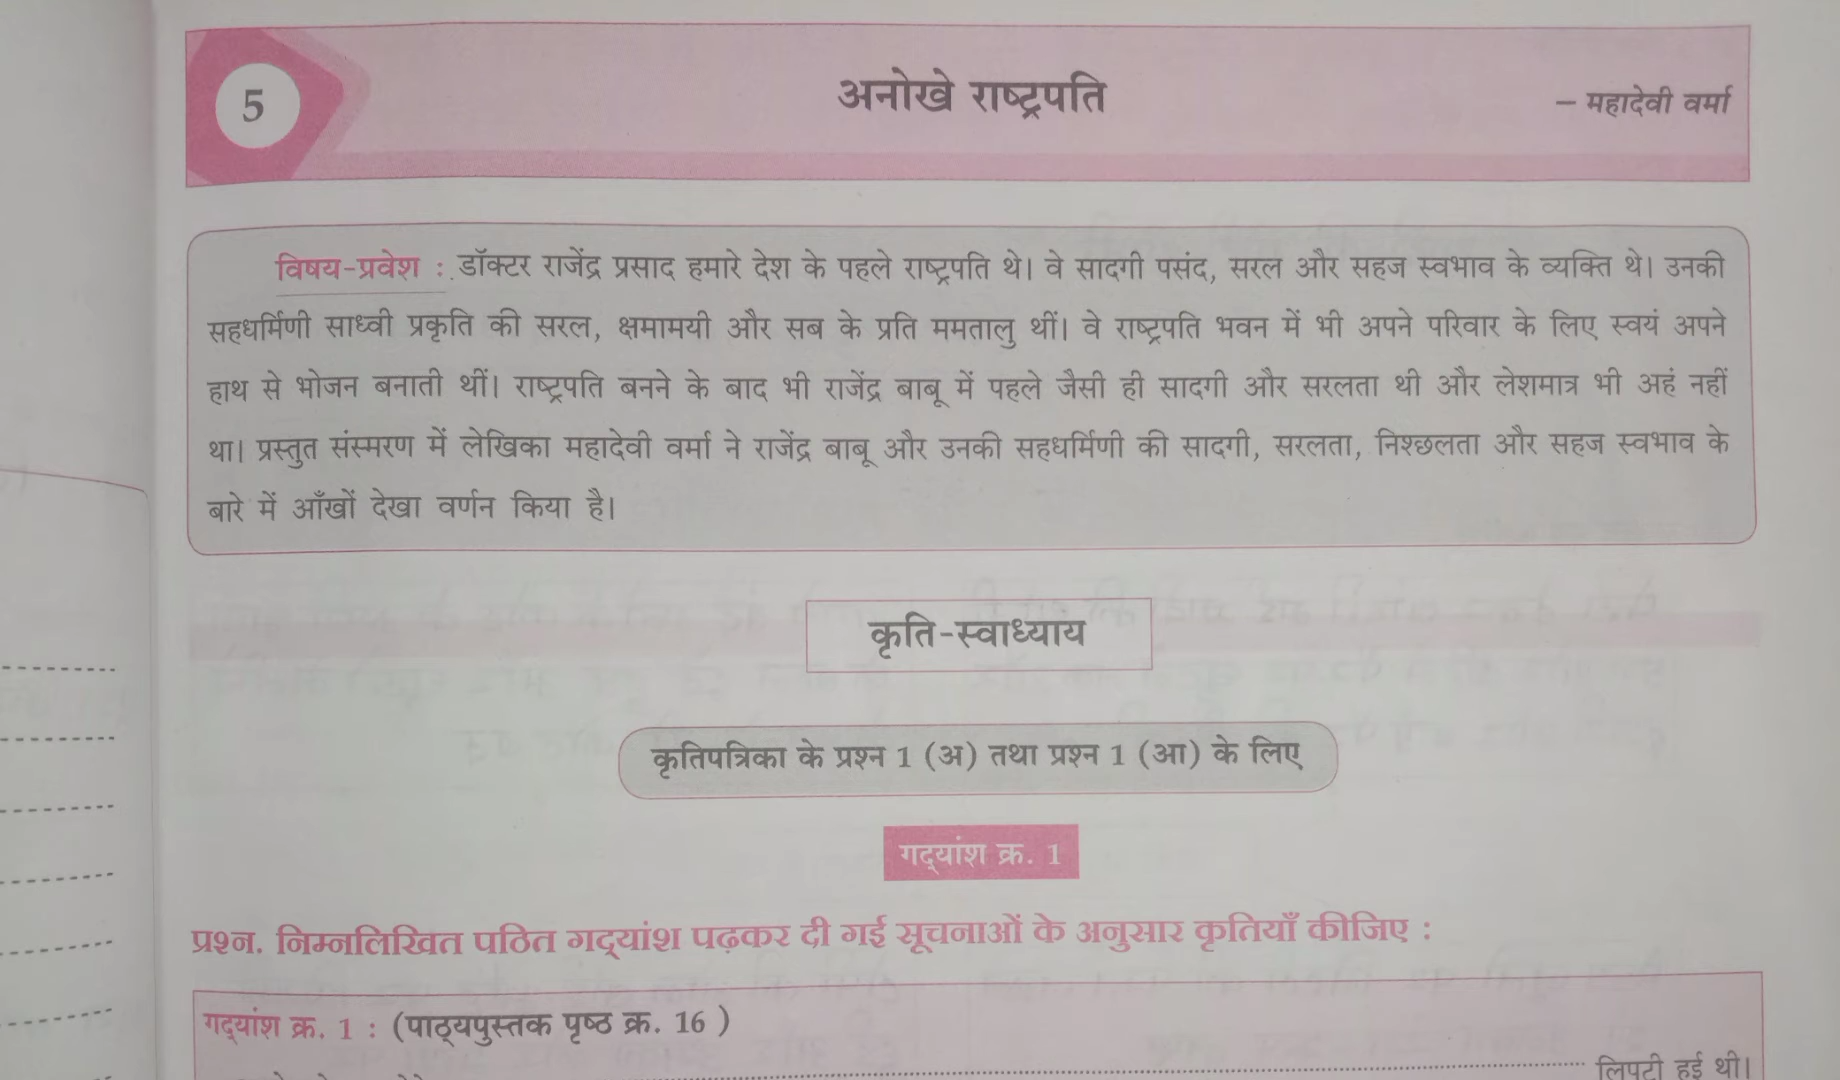 5
अनोखे राष्ट्रपति
– महादेवी वर्मा
विषय-प्रवेश : डॉक्टर राजेंद्र प्रसाद हमारे देश के पहले राष्ट्रपति थे। वे सादगी पसंद, सरल और सहज स्वभाव के व्यक्ति थे। उनकी
सहधर्मिणी साध्वी प्रकृति की सरल, क्षमामयी और सब के प्रति ममतालु थीं। वे राष्ट्रपति भवन में भी अपने परिवार के लिए स्वयं अपने
हाथ से भोजन बनाती थीं। राष्ट्रपति बनने के बाद भी राजेंद्र बाबू में पहले जैसी ही सादगी और सरलता थी और लेशमात्र भी अहं नहीं
था। प्रस्तुत संस्मरण में लेखिका महादेवी वर्मा ने राजेंद्र बाबू और उनकी सहधर्मिणी की सादगी, सरलता, निश्छलता और सहज स्वभाव के
बारे में आँखों देखा वर्णन किया है।
कृति-स्वाध्याय
कृतिपत्रिका के प्रश्न 1 (अ) तथा प्रश्न 1 (आ) के लिए
गद्‌यांश क्र. 1
प्रश्न. निम्नलिखित पठित गद्‌यांश पढ़कर दी गई सूचनाओं के अनुसार कृतियाँ कीजिए :
गद्‌यांश क्र. 1 : (पाठ्‌यपुस्तक पृष्ठ क्र. 16 )
लिपटी हुई थी।